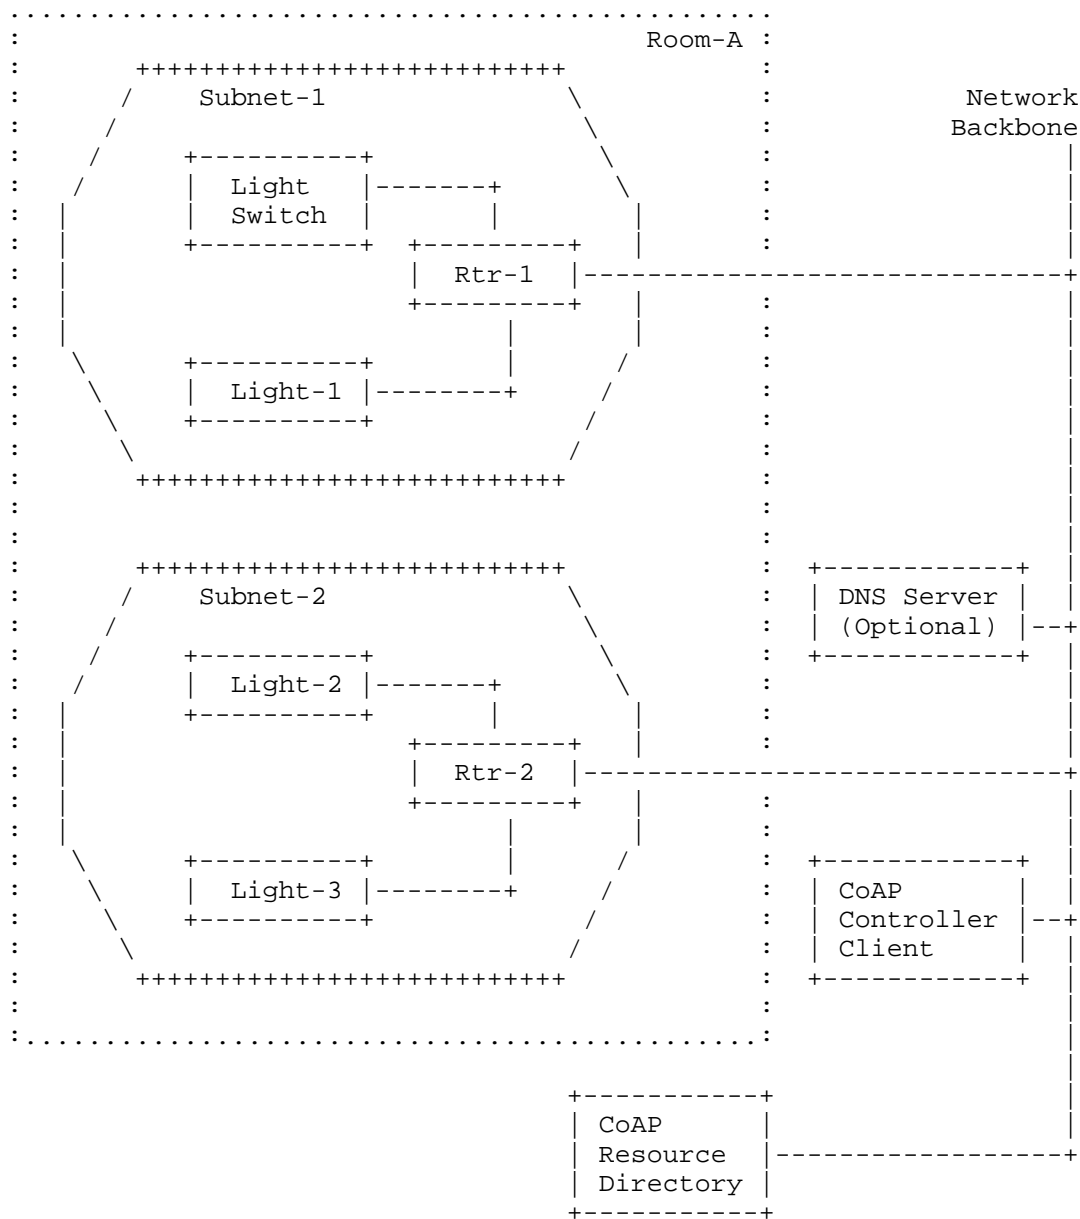 Room-A
Subnet-1
Network
Backbone
Light
Switch
Rtr-1
Light-1
Subnet-2
DNS Server
(Optional)
Light-2
Rtr-2
Light-3
CoAP
Controller
Client
CoAP
Resource
Directory